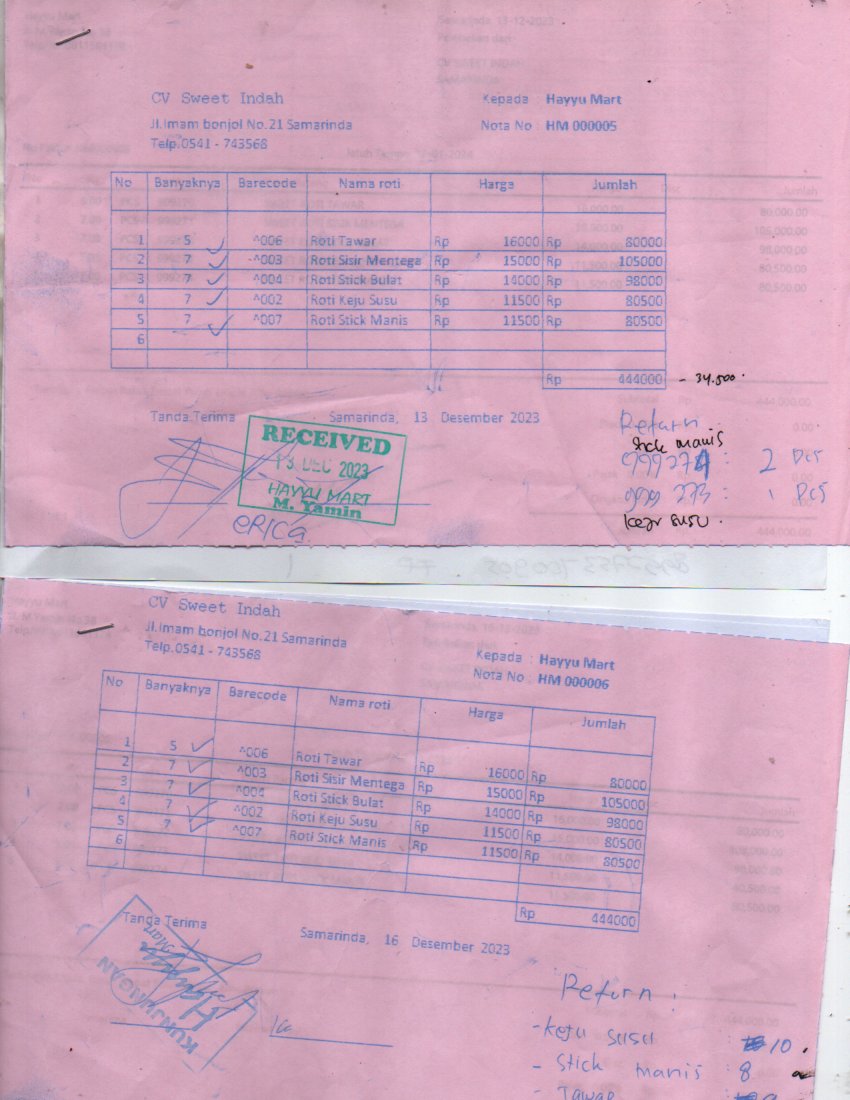 CV Sweet Indah
Jl.Imam bonjol No.21 Samarinda
Telp.0541 - 743568
Kepada : Hayyu Mart
Nota No : HM 000005
No Banyaknya Barecode Nama roti Harga Jumlah
1 5 ^006 Roti Tawar Rp 16000 Rp 80000
2 7 ^003 Roti Sisir Mentega Rp 15000 Rp 105000
3 7 ^004 Roti Stick Bulat Rp 14000 Rp 98000
4 7 ^002 Roti Keju Susu Rp 11500 Rp 80500
5 7 ^007 Roti Stick Manis Rp 11500 Rp 80500
6
Rp 444000 - 34.500.
Tanda Terima Samarinda, 13 Desember 2023
RECEIVED
13 DEC 2023
HAYYU MART
M. Yamin
ERICA
Return
Stick manis
999274 : 2 Pcs
999 273 : 1 Pcs
keju susu.
CV Sweet Indah
Jl.Imam bonjol No.21 Samarinda
Telp.0541 - 743568
Kepada : Hayyu Mart
Nota No : HM 000006
No Banyaknya Barecode Nama roti Harga Jumlah
1 5 ^006 Roti Tawar Rp 16000 Rp 80000
2 7 ^003 Roti Sisir Mentega Rp 15000 Rp 105000
3 7 ^004 Roti Stick Bulat Rp 14000 Rp 98000
4 7 ^002 Roti Keju Susu Rp 11500 Rp 80500
5 7 ^007 Roti Stick Manis Rp 11500 Rp 80500
6
Rp 444000
Tanda Terima
Samarinda, 16 Desember 2023
KUNJUNGAN
Return :
- keju susu : 10
- Stick manis : 8
- Tawar